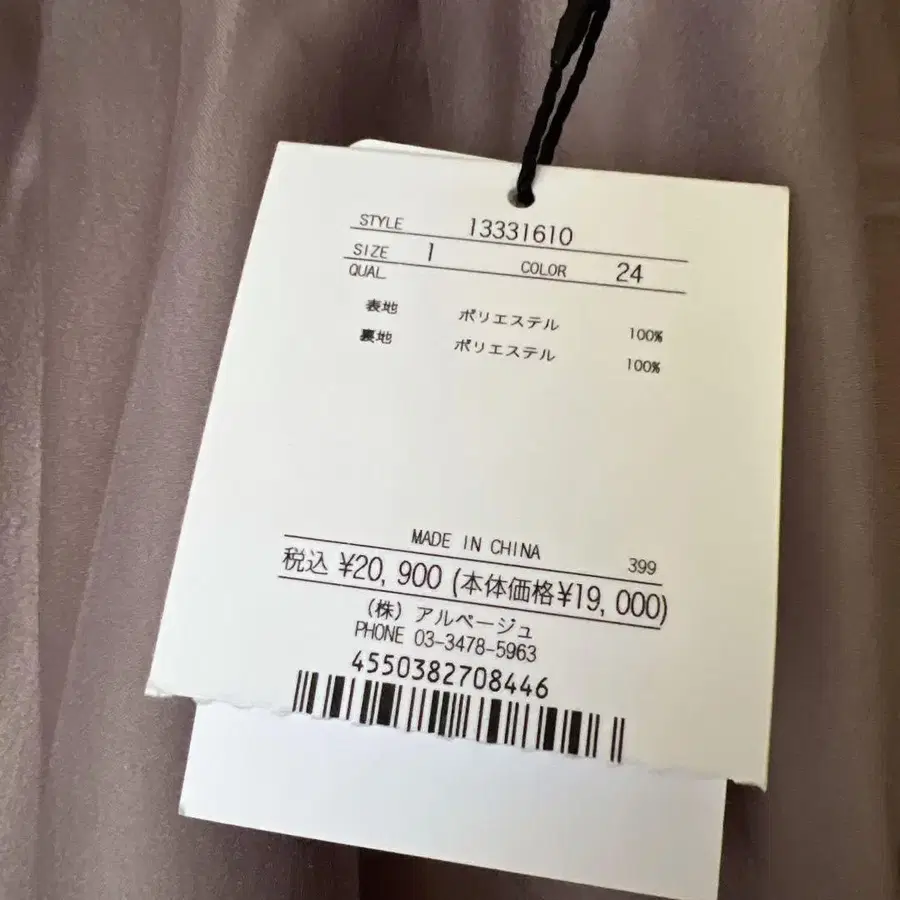 STYLE 13331610
SIZE 1 COLOR 24
QUAL
表地 ポリエステル 100%
裏地 ポリエステル 100%
MADE IN CHINA 399
税込 ¥20,900 (本体価格¥19,000)
(株) アルページュ
PHONE 03-3478-5963
4550382708446